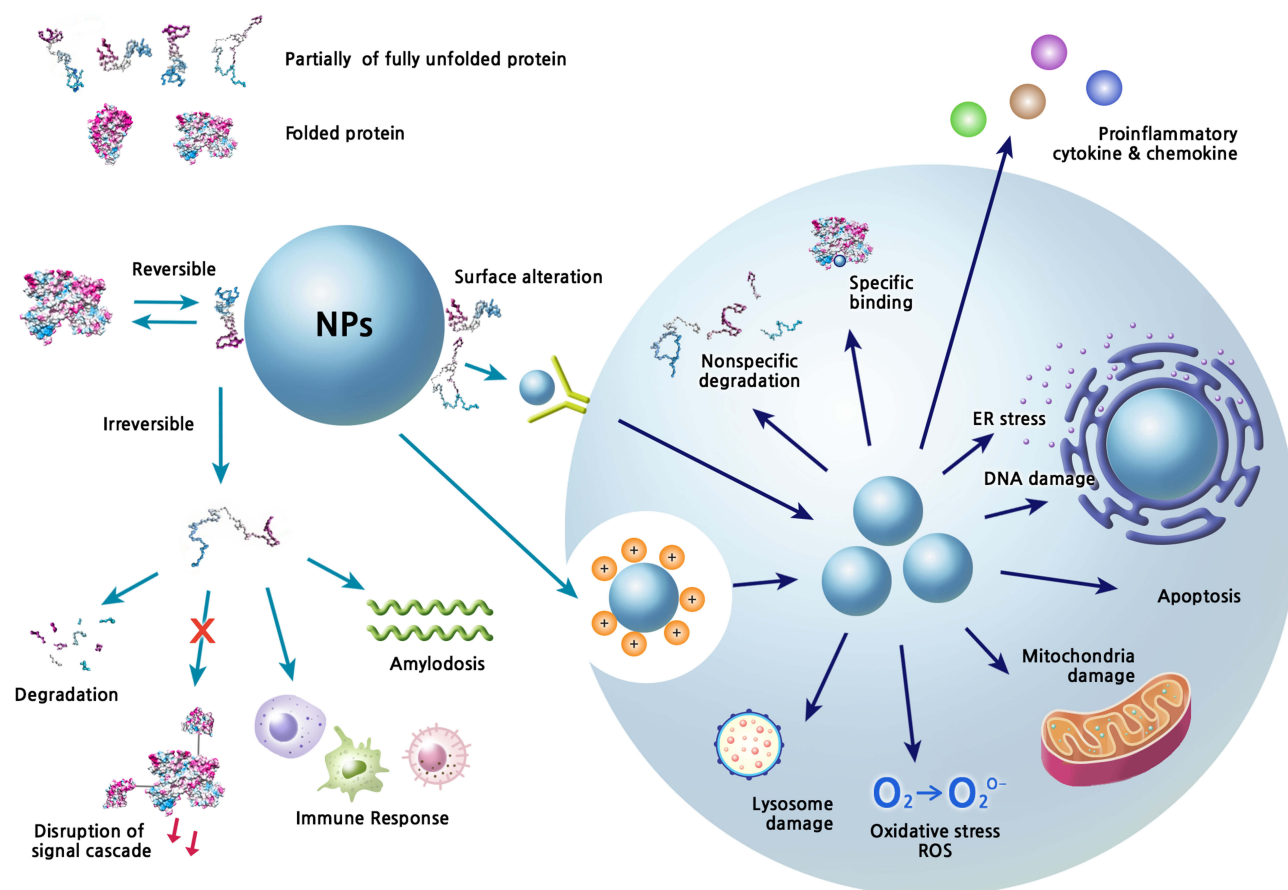 Partially of fully unfolded protein
Folded protein
Proinflammatory
cytokine & chemokine
Reversible
NPs
Surface alteration
Specific
binding
Nonspecific
degradation
Irreversible
ER stress
DNA damage
Apoptosis
+ + + + + + +
Degradation
X
Amylodosis
Mitochondria
damage
Immune Response
Disruption of
signal cascade
Lysosome
damage
O₂ → O₂ᴼ⁻
Oxidative stress
ROS